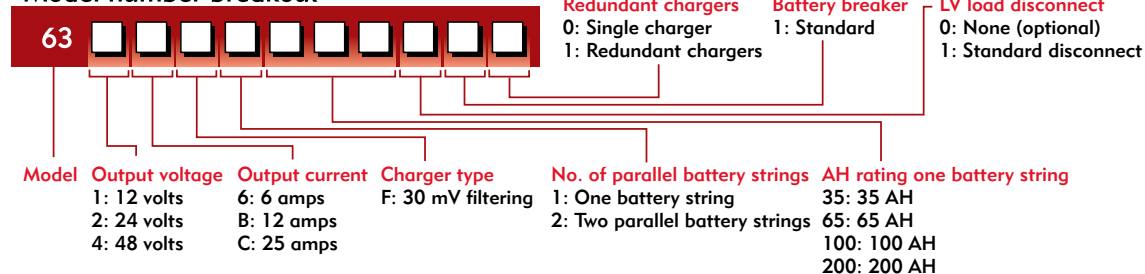 Model number breakout
63
Redundant chargers
0: Single charger
1: Redundant chargers
Battery breaker
1: Standard
LV load disconnect
0: None (optional)
1: Standard disconnect
Model
Output voltage
1: 12 volts
2: 24 volts
4: 48 volts
Output current
6: 6 amps
B: 12 amps
C: 25 amps
Charger type
F: 30 mV filtering
No. of parallel battery strings
1: One battery string
2: Two parallel battery strings
AH rating one battery string
35: 35 AH
65: 65 AH
100: 100 AH
200: 200 AH